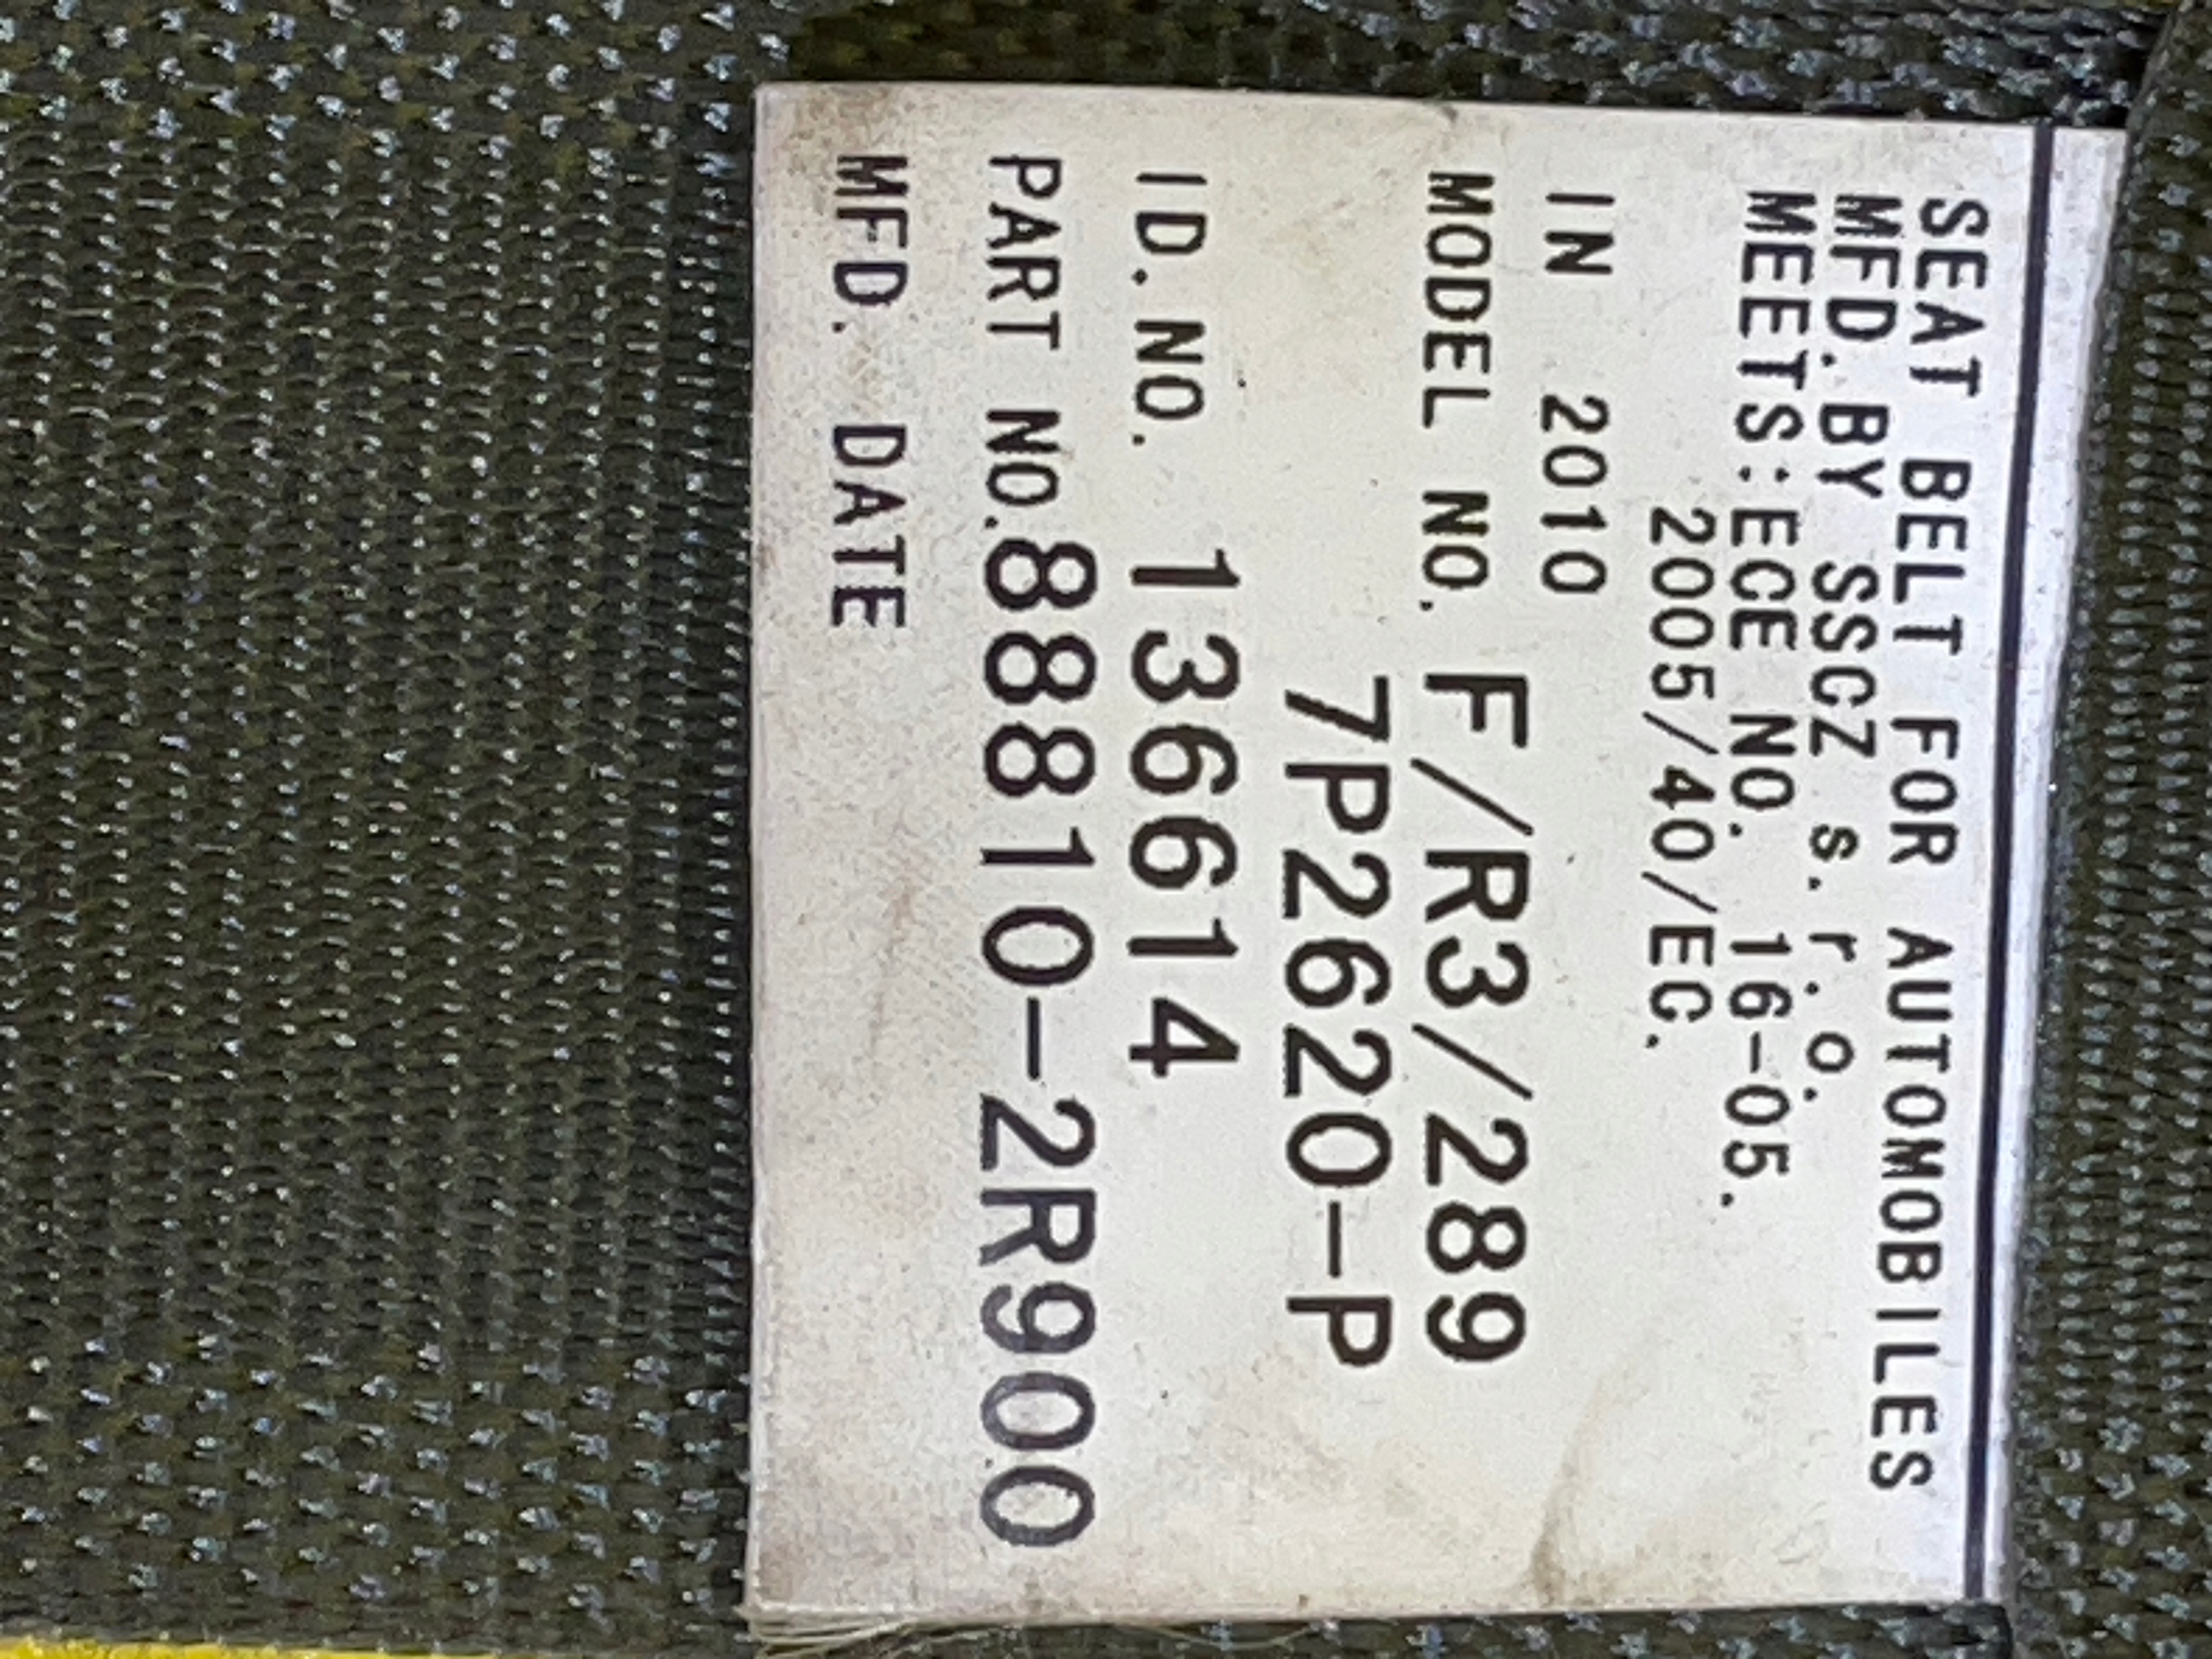 SEAT BELT FOR AUTOMOBILES
MFD. BY SSCZ s.r.o.
MEETS:ECE NO. 16-05.
2005/40/EC.
IN 2010
MODEL NO. F/R3/289
7P2620-P
ID. NO. 136614
PART NO. 88810-2R900
MFD. DATE